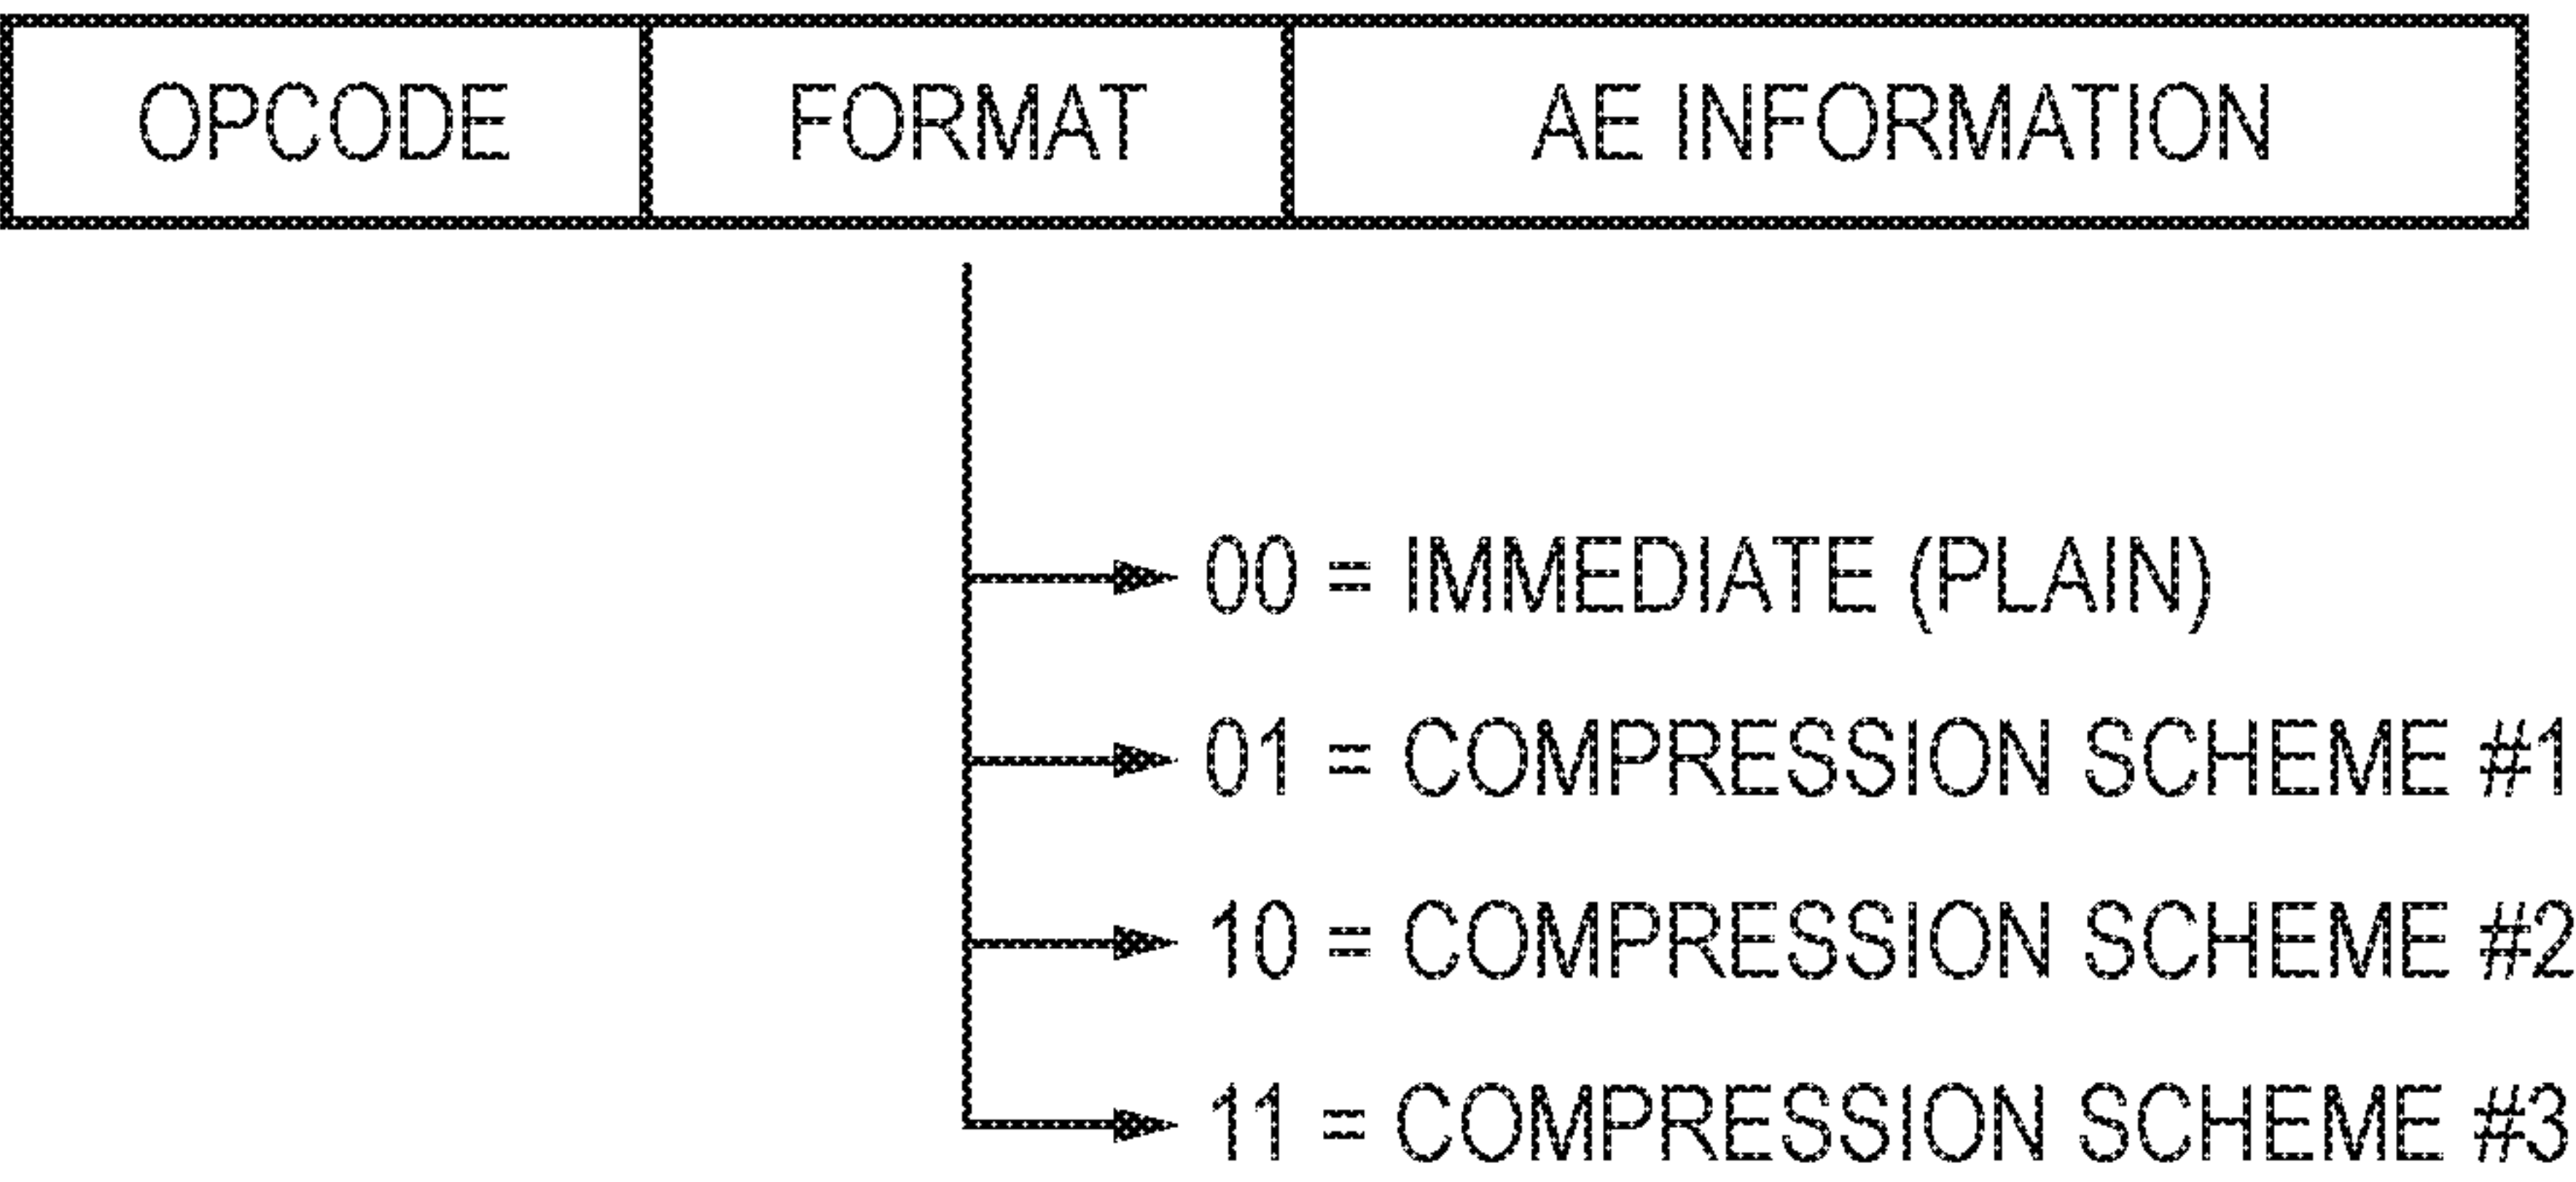 OPCODE FORMAT AE INFORMATION
00 = IMMEDIATE (PLAIN)
01 = COMPRESSION SCHEME #1
10 = COMPRESSION SCHEME #2
11 = COMPRESSION SCHEME #3